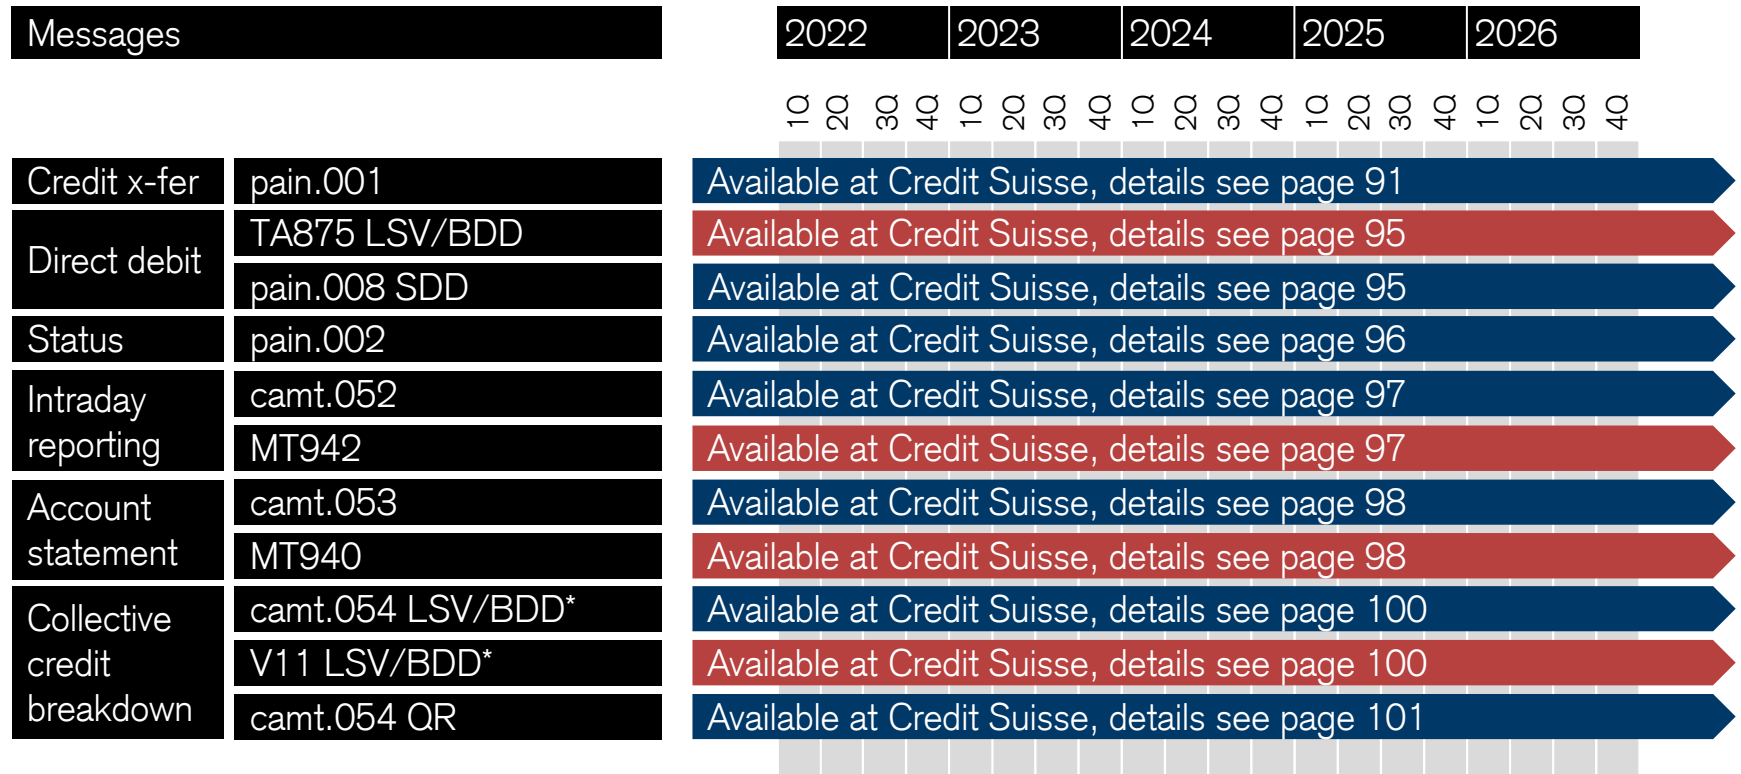 Messages
2022 2023 2024 2025 2026
1Q 2Q 3Q 4Q 1Q 2Q 3Q 4Q 1Q 2Q 3Q 4Q 1Q 2Q 3Q 4Q 1Q 2Q 3Q 4Q
Credit x-fer pain.001 Available at Credit Suisse, details see page 91
Direct debit
TA875 LSV/BDD Available at Credit Suisse, details see page 95
pain.008 SDD Available at Credit Suisse, details see page 95
Status pain.002 Available at Credit Suisse, details see page 96
Intraday
reporting
camt.052 Available at Credit Suisse, details see page 97
MT942 Available at Credit Suisse, details see page 97
Account
statement
camt.053 Available at Credit Suisse, details see page 98
MT940 Available at Credit Suisse, details see page 98
Collective
credit
breakdown
camt.054 LSV/BDD* Available at Credit Suisse, details see page 100
V11 LSV/BDD* Available at Credit Suisse, details see page 100
camt.054 QR Available at Credit Suisse, details see page 101